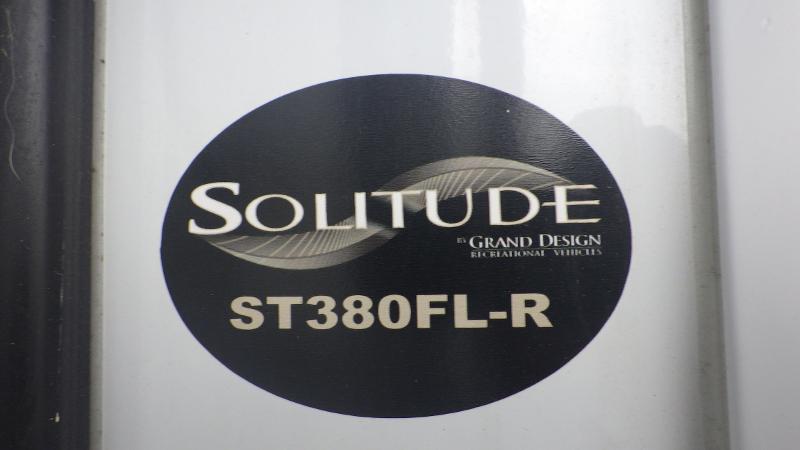 SOLITUDE
BY GRAND DESIGN
RECREATIONAL VEHICLES
ST380FL-R